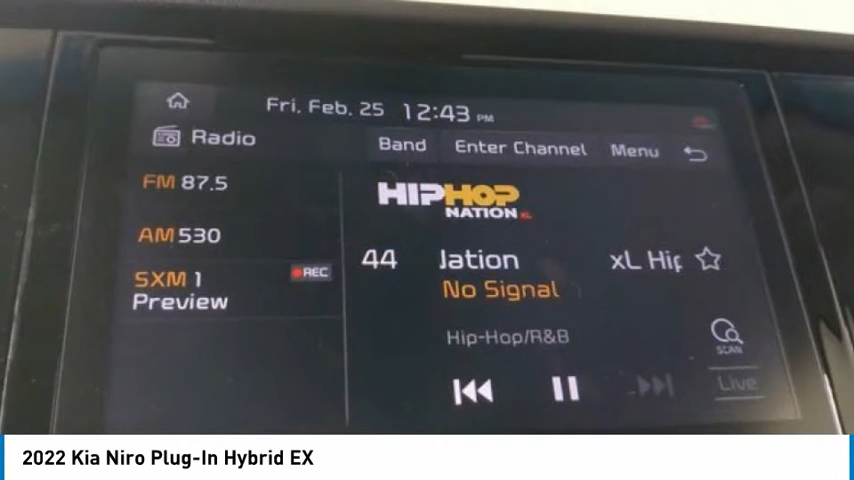 Fri, Feb. 25 12:43 PM
Radio
Band Enter Channel Menu
FM 87.5
AM 530
SXM 1 REC
Preview
HIPHOP
NATION XL
44 Jation xL Hip
No Signal
Hip-Hop/R&B
SCAN
Live
2022 Kia Niro Plug-In Hybrid EX